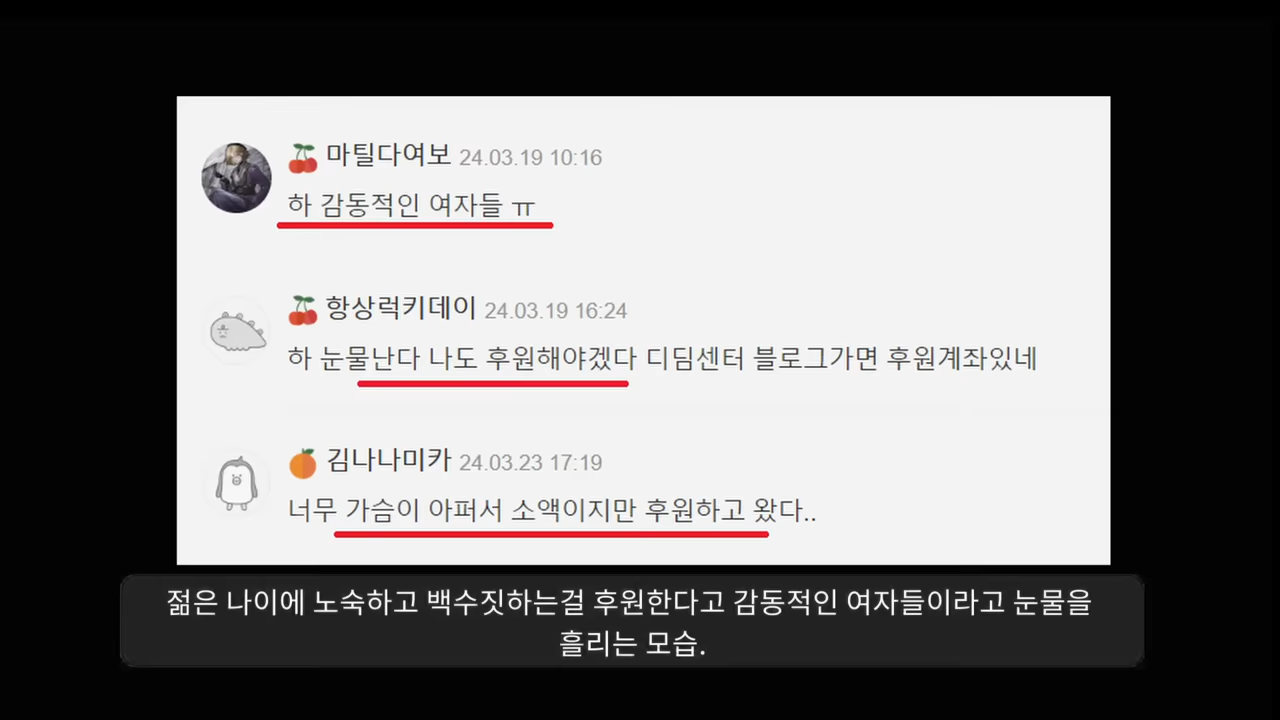 마틸다여보 24.03.19 10:16
하 감동적인 여자들 ㅠ
항상럭키데이 24.03.19 16:24
하 눈물난다 나도 후원해야겠다 디딤센터 블로그가면 후원계좌있네
김나나미카 24.03.23 17:19
너무 가슴이 아퍼서 소액이지만 후원하고 왔다..
젊은 나이에 노숙하고 백수짓하는걸 후원한다고 감동적인 여자들이라고 눈물을
흘리는 모습.